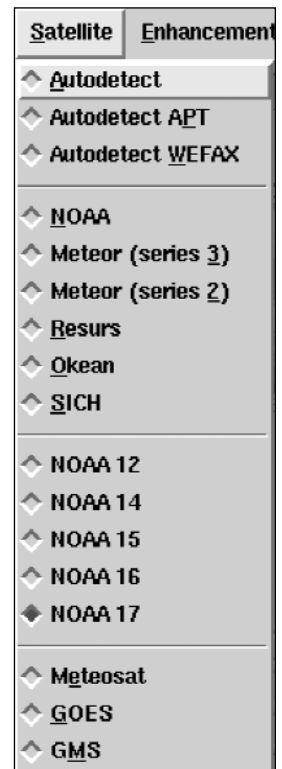 Satellite Enhancement
Autodetect
Autodetect APT
Autodetect WEFAX
NOAA
Meteor (series 3)
Meteor (series 2)
Resurs
Okean
SICH
NOAA 12
NOAA 14
NOAA 15
NOAA 16
NOAA 17
Meteosat
GOES
GMS